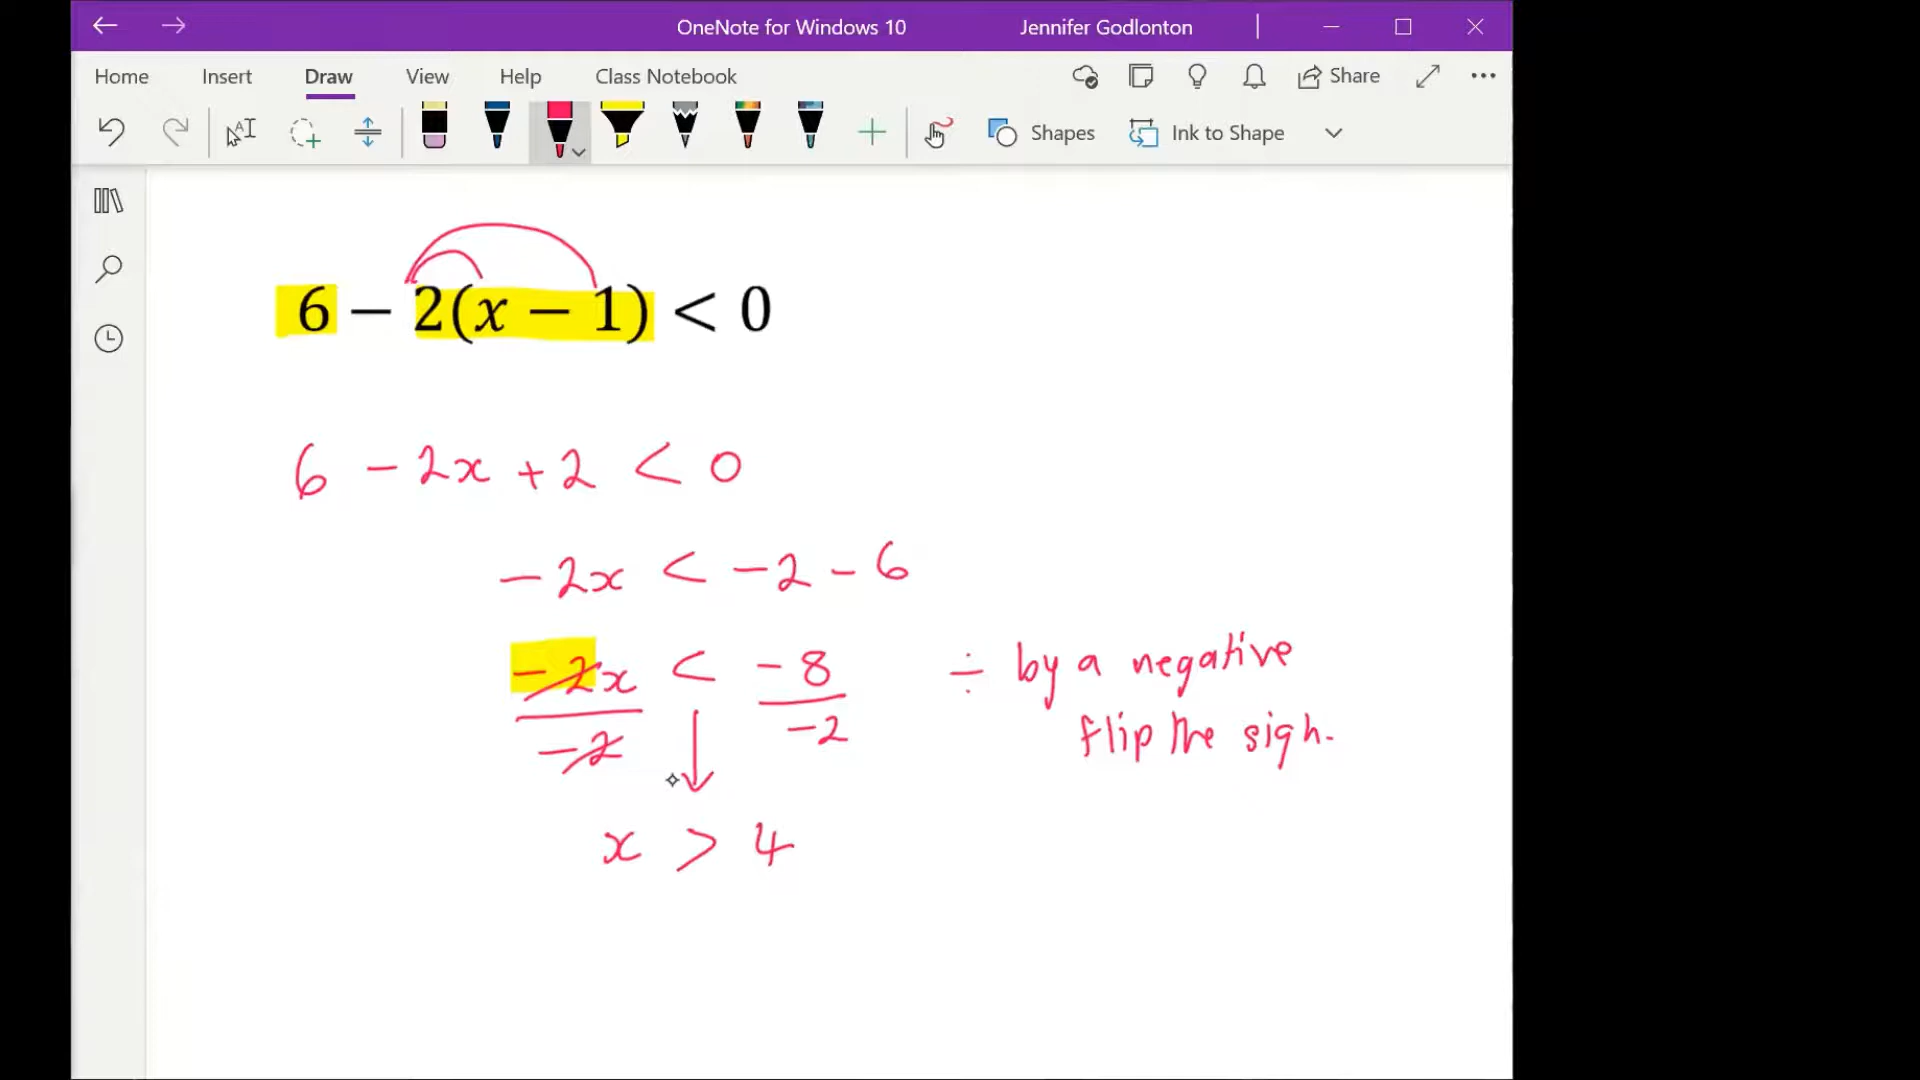 OneNote for Windows 10 Jennifer Godlonton
Home Insert Draw View Help Class Notebook Share
Shapes Ink to Shape
6 − 2(x − 1) < 0
6 - 2x + 2 < 0
-2x < -2 - 6
-2x < -8 ÷ by a negative
-2 -2 flip the sign.
x > 4